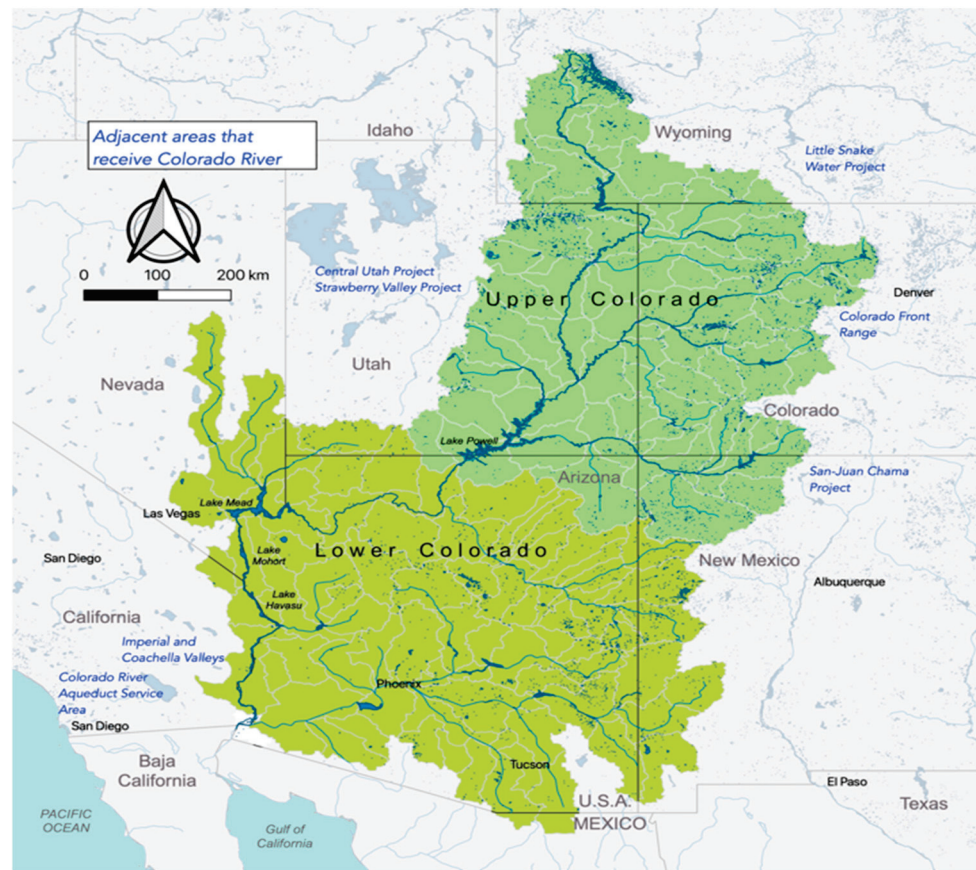 Idaho
Adjacent areas that
receive Colorado River
Wyoming
Little Snake
Water Project
0 100 200 km
Central Utah Project
Strawberry Valley Project
Upper Colorado
Denver
Colorado Front
Range
Utah
Nevada
Colorado
Lake Powell
Arizona
San-Juan Chama
Project
Lake Mead
Las Vegas
Lake
Mohort
Lower Colorado
San Diego
New Mexico
Albuquerque
Lake
Havasu
California
Imperial and
Coachella Valleys
Colorado River
Aqueduct Service
Area
Phoenix
San Diego
Baja
California
Tucson
El Paso
U.S.A.
MEXICO
Texas
PACIFIC
OCEAN
Gulf of
California